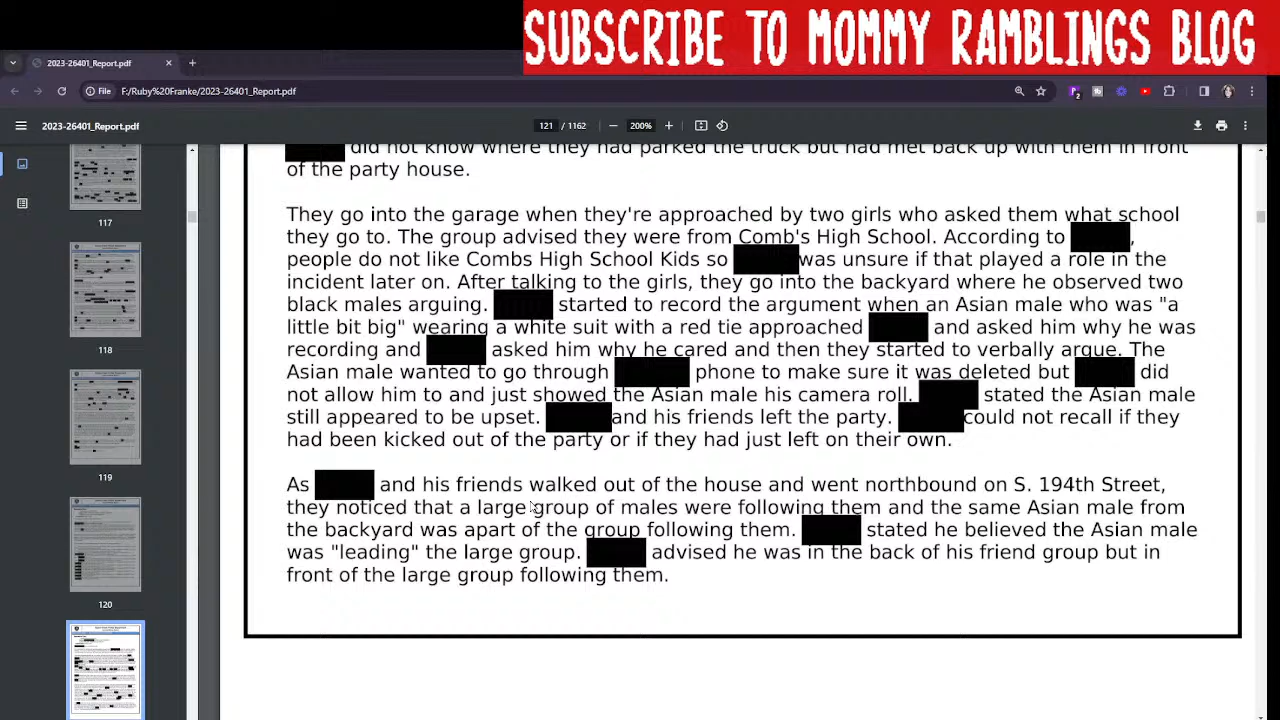 SUBSCRIBE TO MOMMY RAMBLINGS BLOG
2023-26401_Report.pdf
File F:/Ruby%20Franke/2023-26401_Report.pdf
2023-26401_Report.pdf 121 / 1162 200%
did not know where they had parked the truck but had met back up with them in front
of the party house.
They go into the garage when they're approached by two girls who asked them what school
they go to. The group advised they were from Comb's High School. According to ,
people do not like Combs High School Kids so was unsure if that played a role in the
incident later on. After talking to the girls, they go into the backyard where he observed two
black males arguing. started to record the argument when an Asian male who was "a
little bit big" wearing a white suit with a red tie approached and asked him why he was
recording and asked him why he cared and then they started to verbally argue. The
Asian male wanted to go through phone to make sure it was deleted but did
not allow him to and just showed the Asian male his camera roll. stated the Asian male
still appeared to be upset. and his friends left the party. could not recall if they
had been kicked out of the party or if they had just left on their own.
As and his friends walked out of the house and went northbound on S. 194th Street,
they noticed that a large group of males were following them and the same Asian male from
the backyard was apart of the group following them. stated he believed the Asian male
was "leading" the large group. advised he was in the back of his friend group but in
front of the large group following them.
117
118
119
120